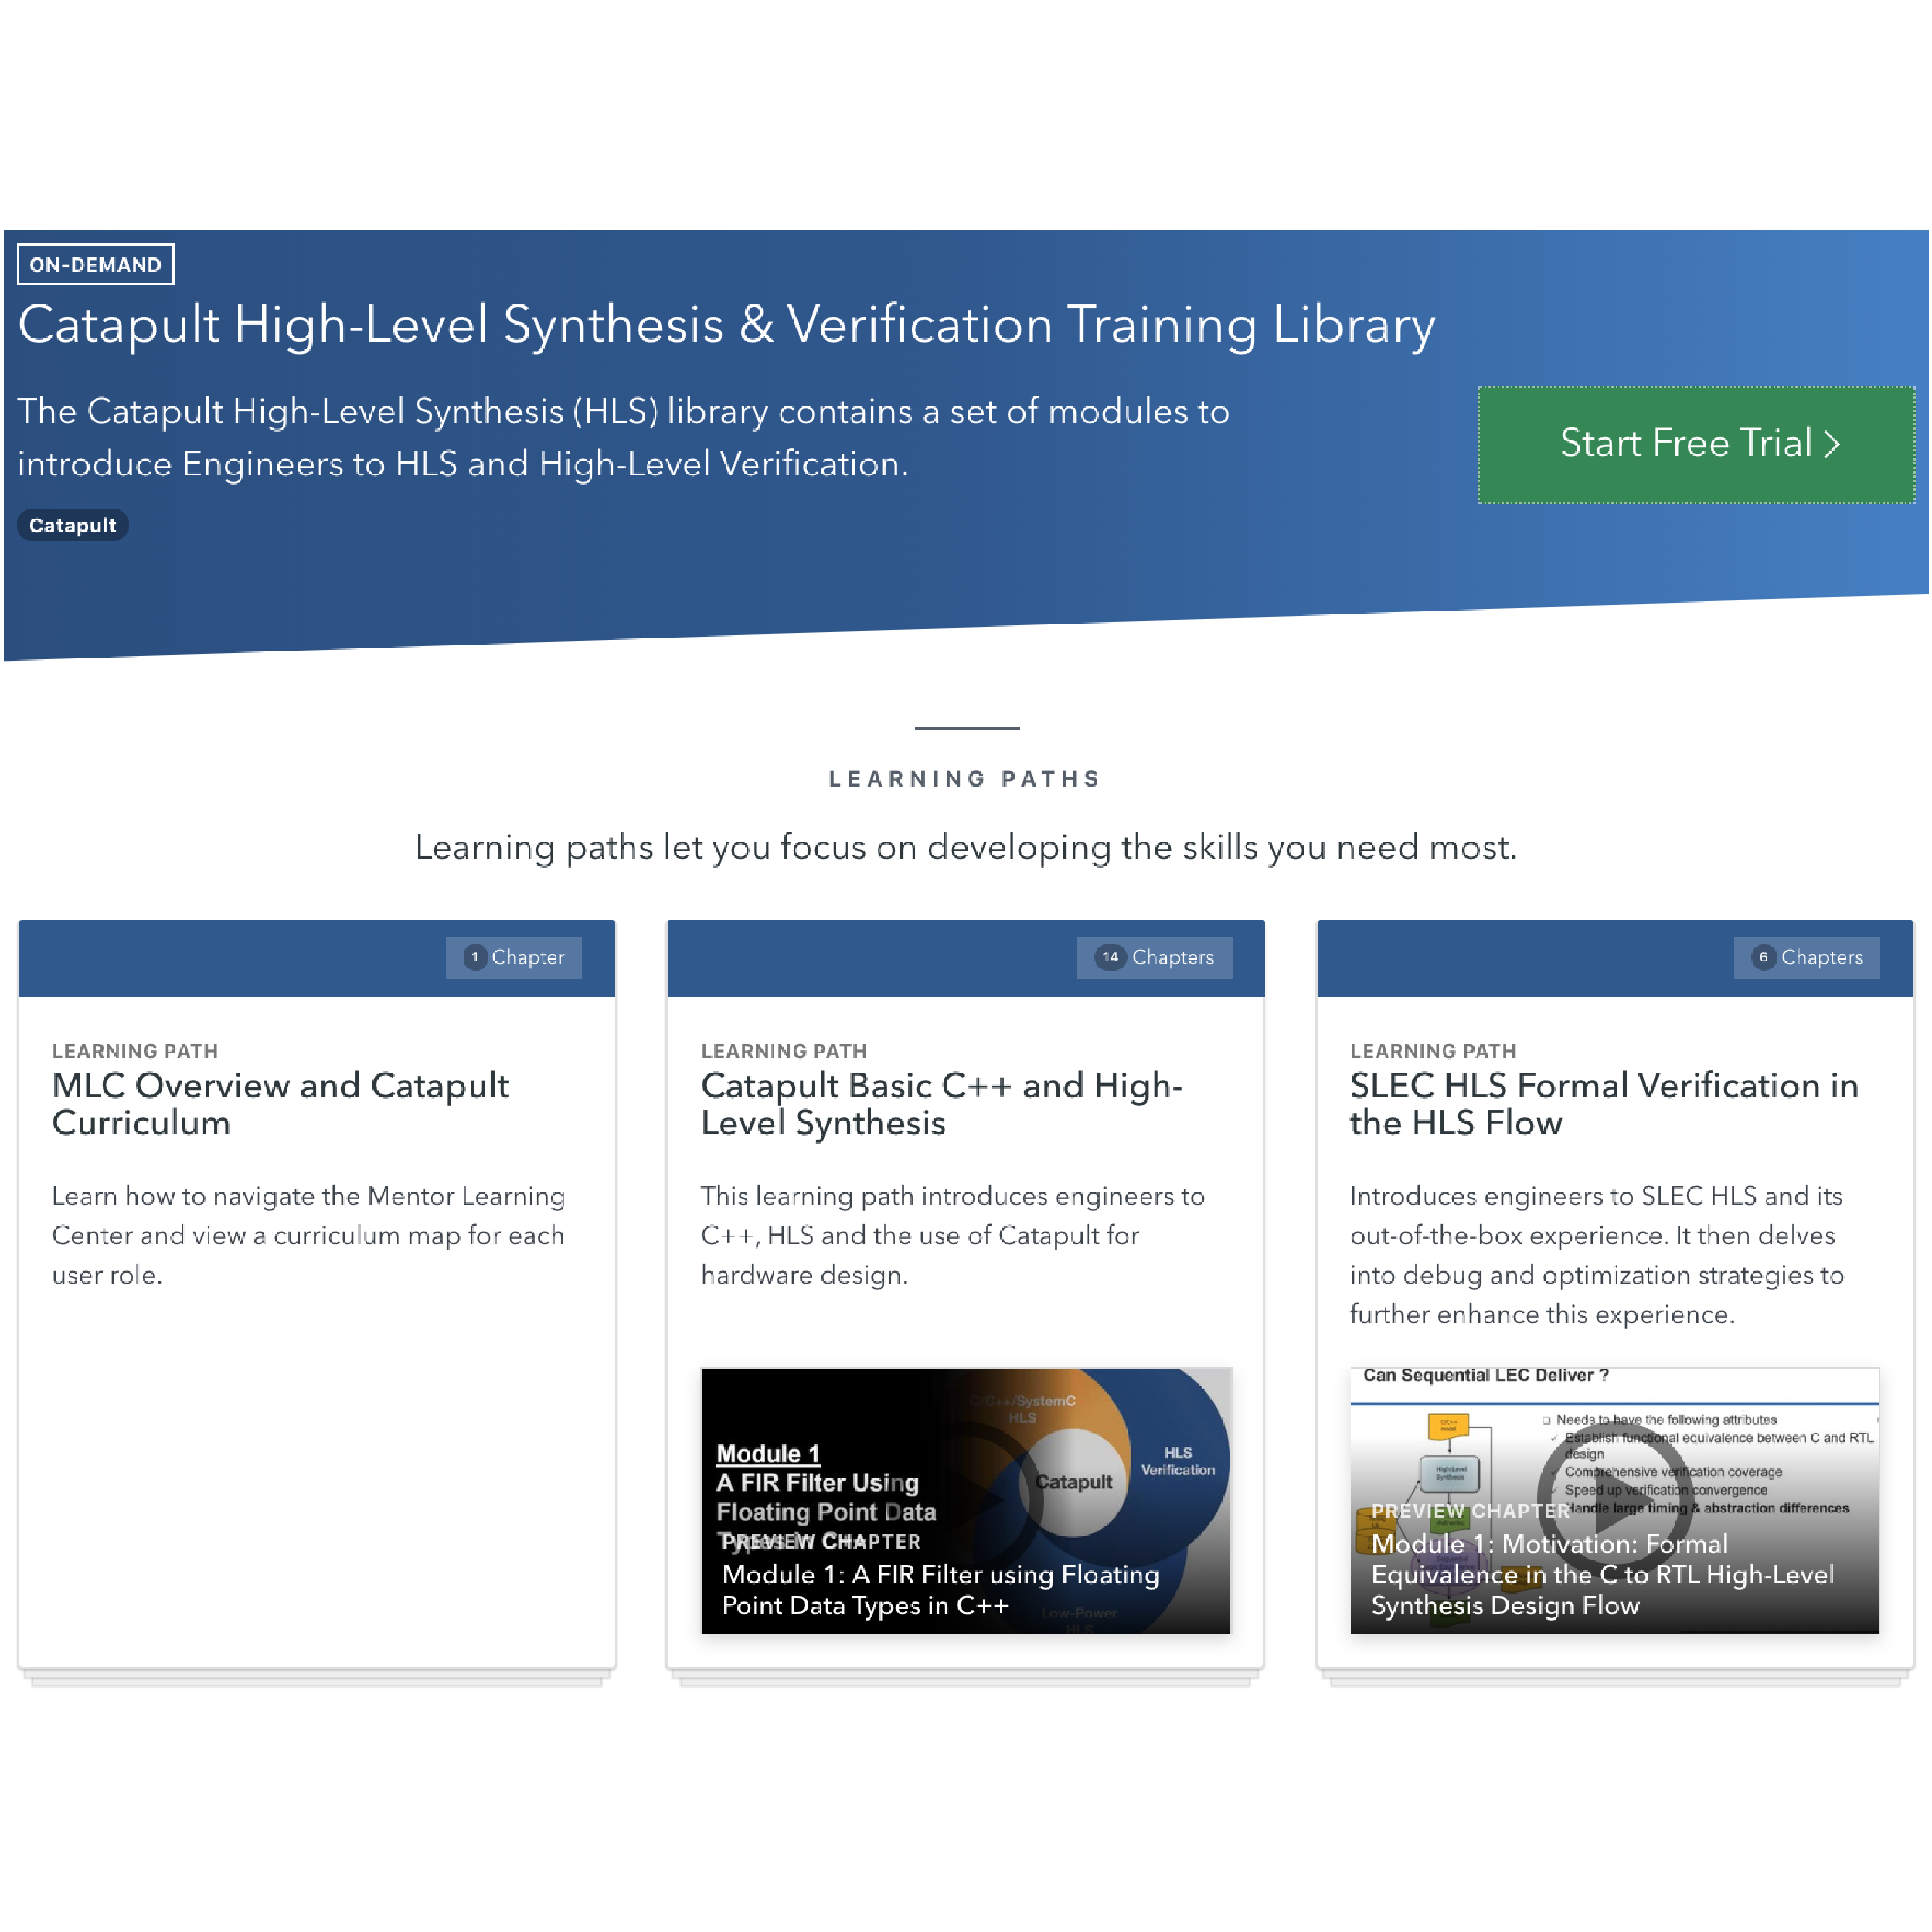 ON-DEMAND
Catapult High-Level Synthesis & Verification Training Library
The Catapult High-Level Synthesis (HLS) library contains a set of modules to
introduce Engineers to HLS and High-Level Verification.
Start Free Trial >
Catapult
LEARNING PATHS
Learning paths let you focus on developing the skills you need most.
1 Chapter
LEARNING PATH
MLC Overview and Catapult
Curriculum
Learn how to navigate the Mentor Learning
Center and view a curriculum map for each
user role.
14 Chapters
LEARNING PATH
Catapult Basic C++ and High-
Level Synthesis
This learning path introduces engineers to
C++, HLS and the use of Catapult for
hardware design.
C/C++/SystemC
HLS
HLS
Verification
Catapult
Module 1
A FIR Filter Using
Floating Point Data
Types in C++
PREVIEW CHAPTER
Module 1: A FIR Filter using Floating
Point Data Types in C++
Low-Power
HLS
6 Chapters
LEARNING PATH
SLEC HLS Formal Verification in
the HLS Flow
Introduces engineers to SLEC HLS and its
out-of-the-box experience. It then delves
into debug and optimization strategies to
further enhance this experience.
Can Sequential LEC Deliver ?
Needs to have the following attributes
Establish functional equivalence between C and RTL
design
Comprehensive verification coverage
Speed up verification convergence
Handle large timing & abstraction differences
High-Level
Synthesis
PREVIEW CHAPTER
Module 1: Motivation: Formal
Equivalence in the C to RTL High-Level
Synthesis Design Flow